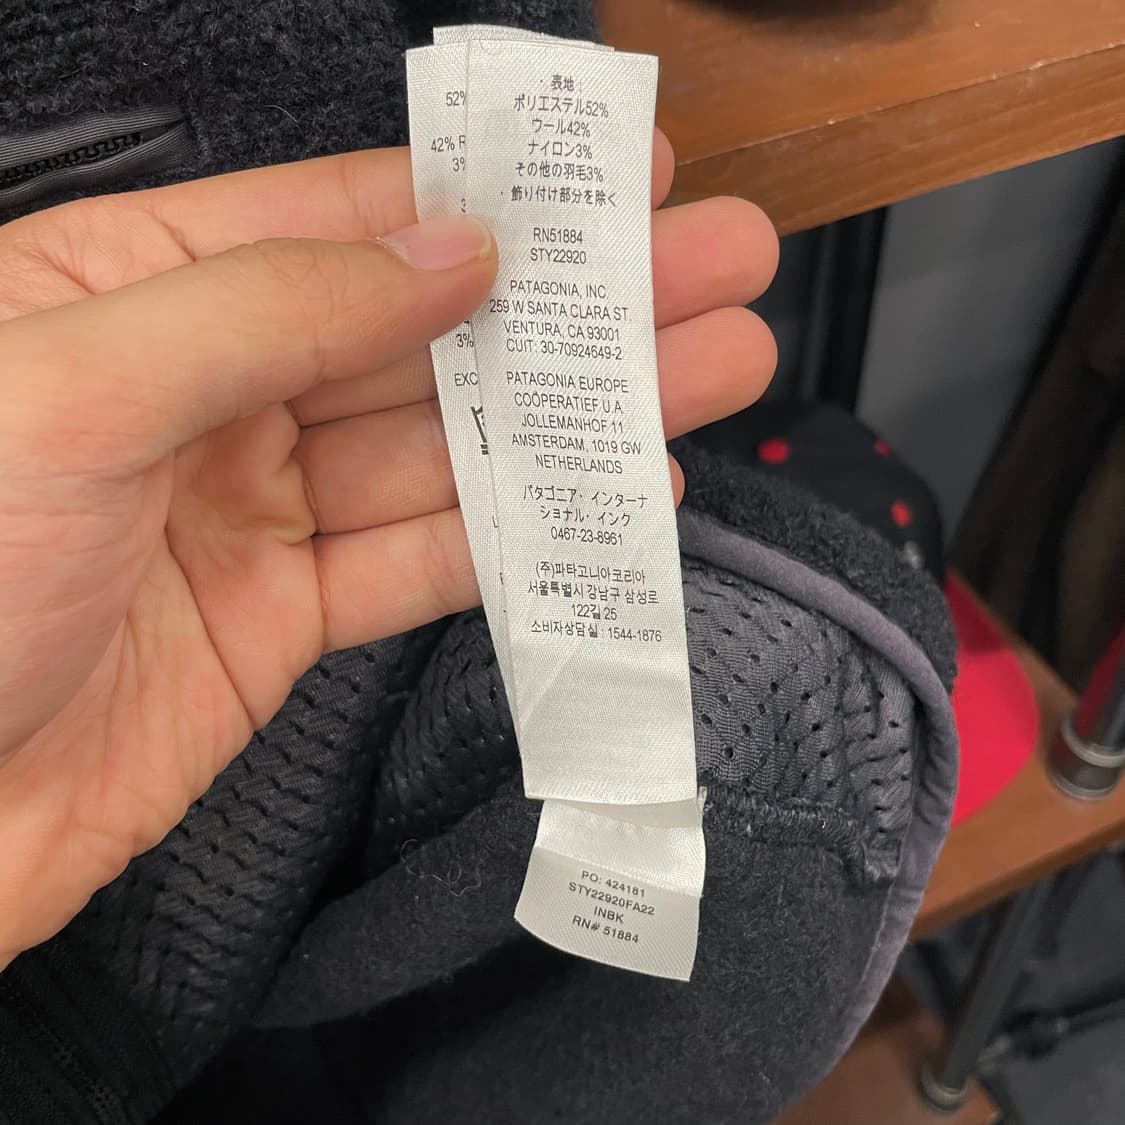 52%
42% R
3%
3%
EXC
・表地：
ポリエステル52%
ウール42%
ナイロン3%
その他の羽毛3%
・飾り付け部分を除く
RN51884
STY22920
PATAGONIA, INC
259 W SANTA CLARA ST.
VENTURA, CA 93001
CUIT: 30-70924649-2
PATAGONIA EUROPE
COÖPERATIEF U.A.
JOLLEMANHOF 11
AMSTERDAM, 1019 GW
NETHERLANDS
パタゴニア・インターナ
ショナル・インク
0467-23-8961
(주)파타고니아코리아
서울특별시 강남구 삼성로
122길 25
소비자상담실 : 1544-1876
PO: 424181
STY22920FA22
INBK
RN# 51884